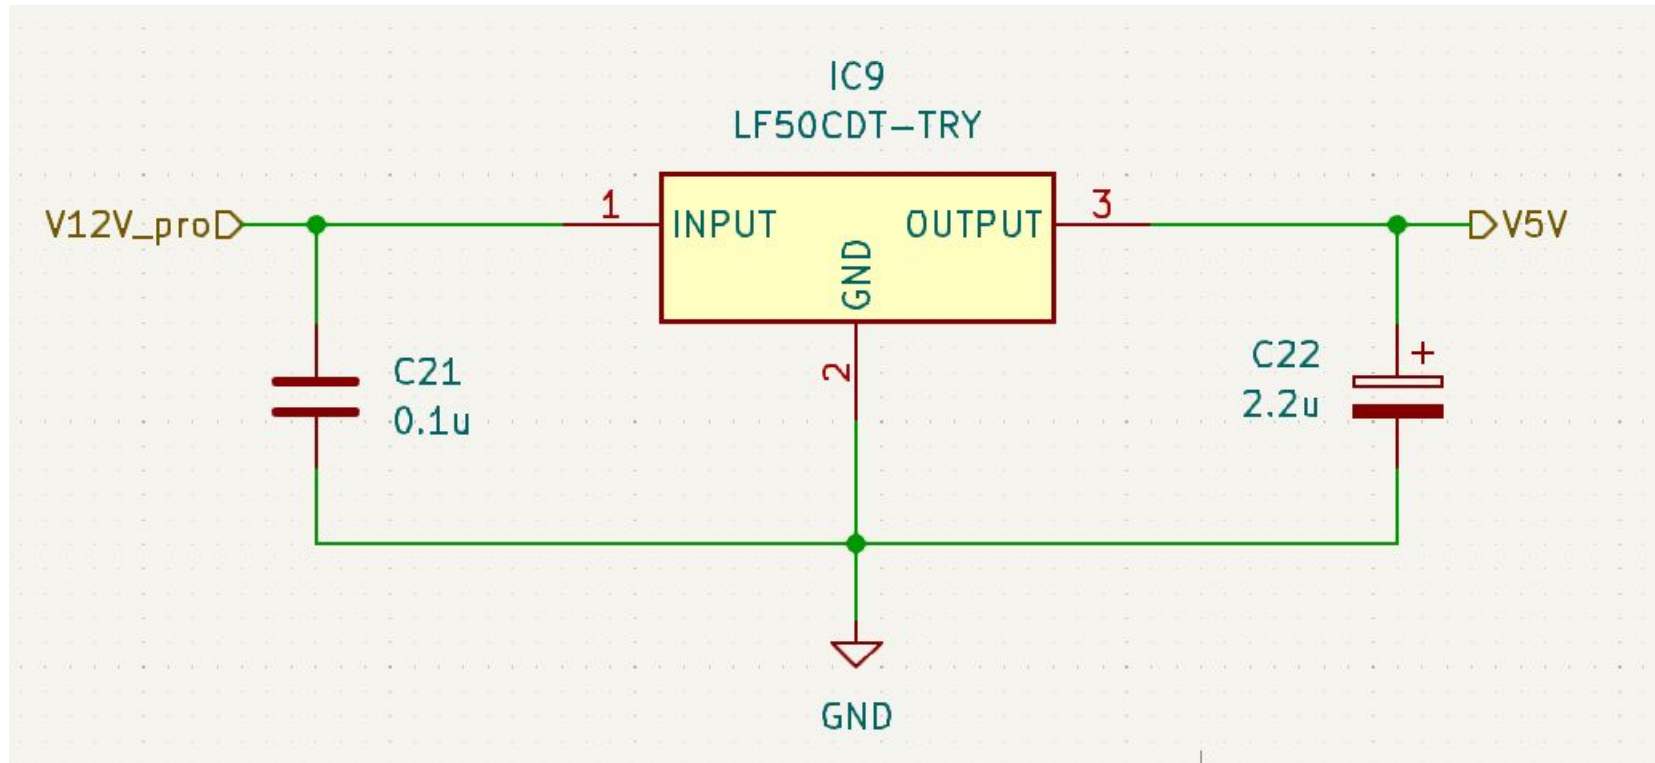 IC9
LF50CDT-TRY
V12V_pro
1
INPUT
OUTPUT
GND
3
V5V
2
C21
0.1u
C22
2.2u
+
GND